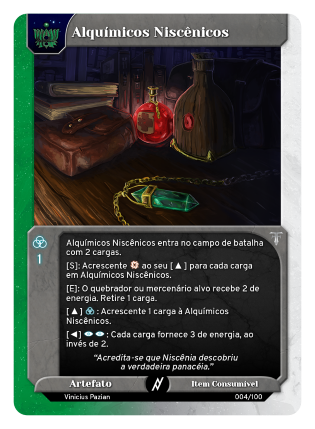 Alquímicos Niscênicos
1
Alquímicos Niscênicos entra no campo de batalha
com 2 cargas.
[S]: Acrescente ao seu [▲] para cada carga
em Alquímicos Niscênicos.
[E]: O quebrador ou mercenário alvo recebe 2 de
energia. Retire 1 carga.
[▲] : Acrescente 1 carga à Alquímicos
Niscênicos.
[◄] : Cada carga fornece 3 de energia, ao
invés de 2.
“Acredita-se que Niscênia descobriu
a verdadeira panacéia.”
Artefato
Item Consumível
Vinicius Pazian
004/100